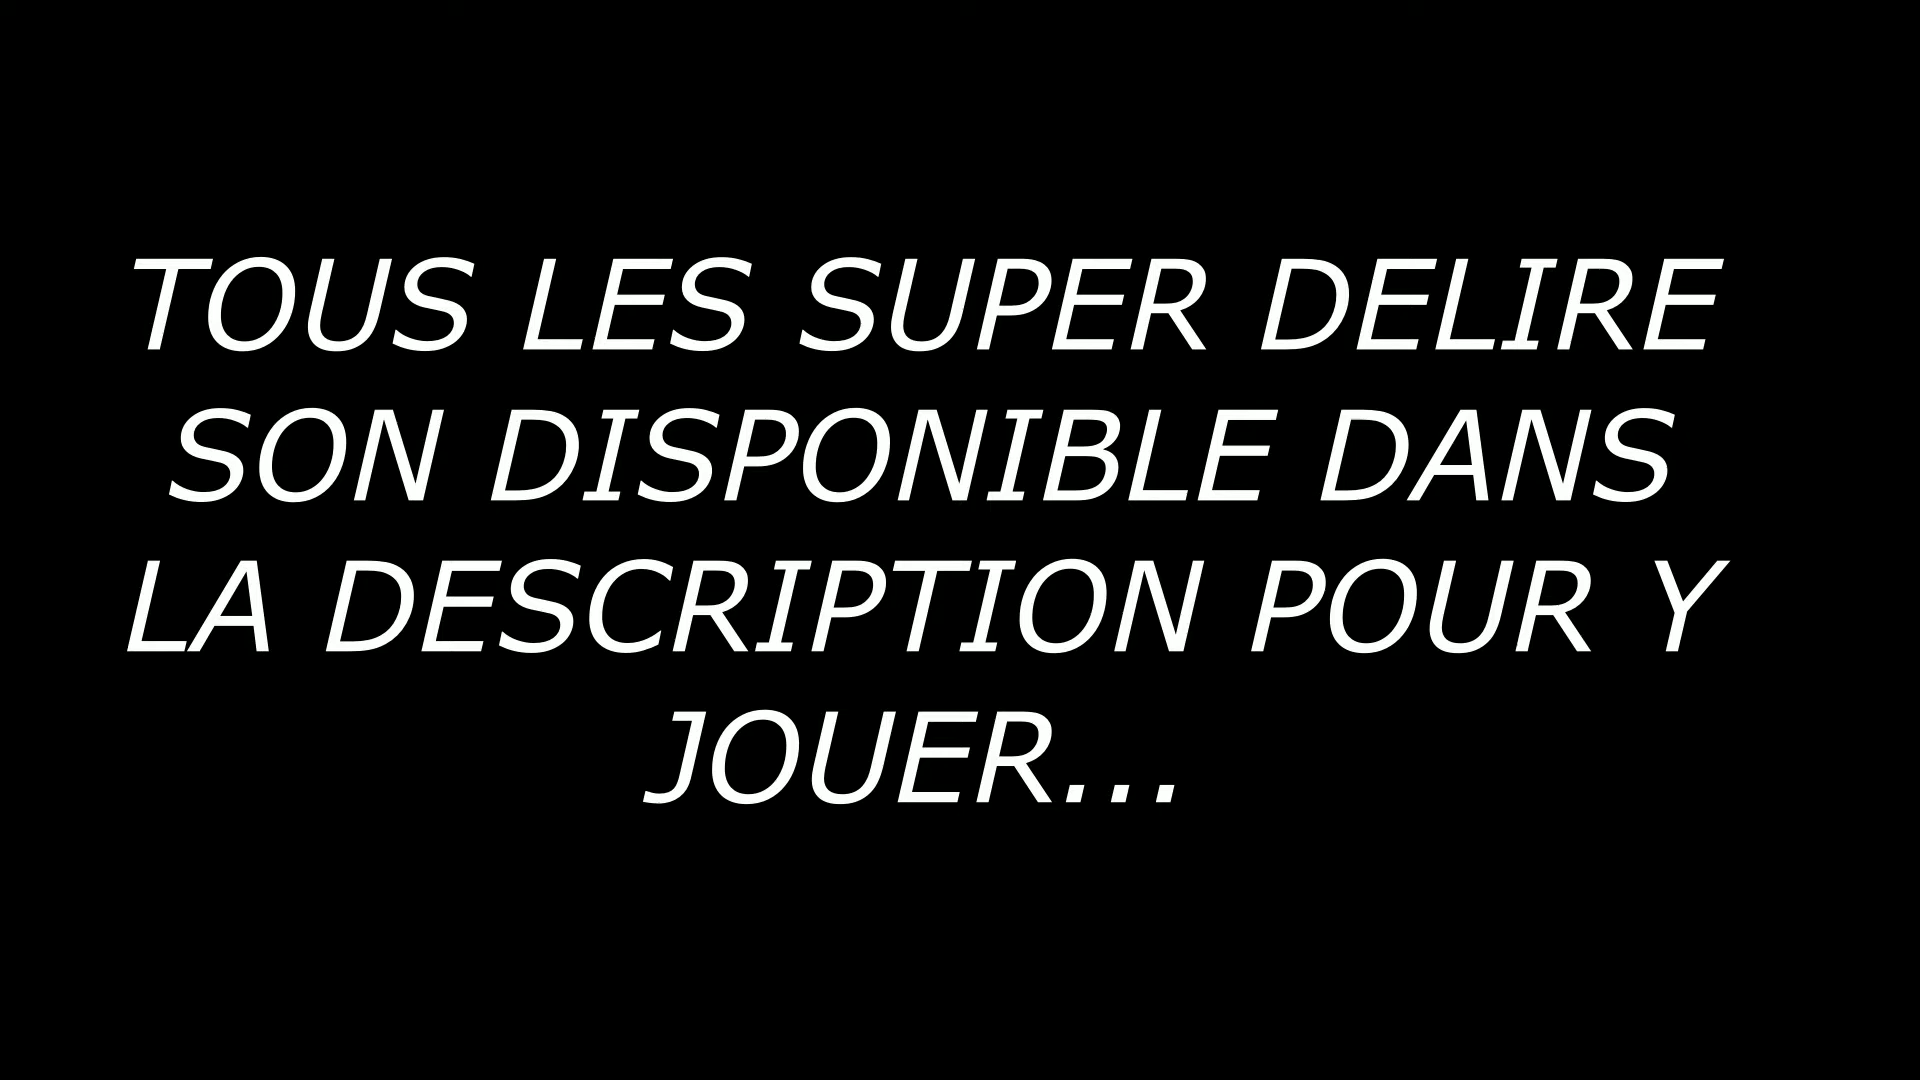 TOUS LES SUPER DELIRE
SON DISPONIBLE DANS
LA DESCRIPTION POUR Y
JOUER...